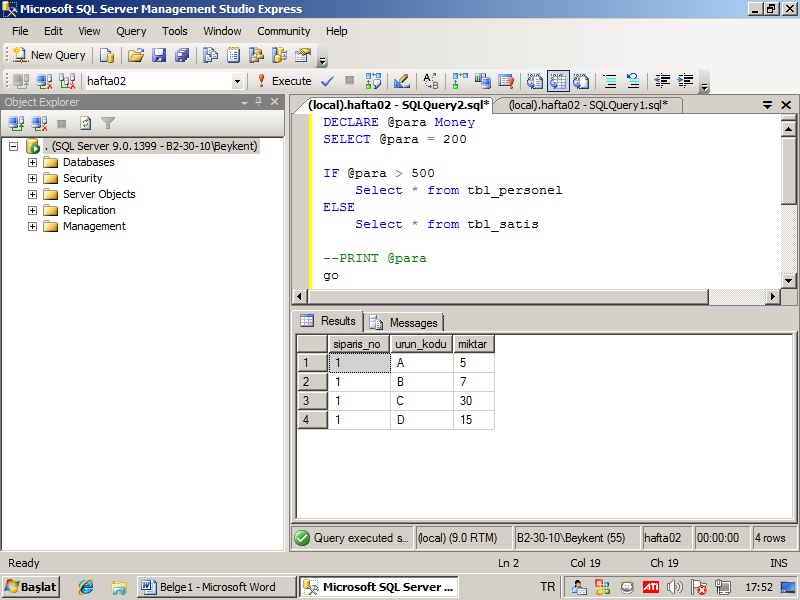 Microsoft SQL Server Management Studio Express
File Edit View Query Tools Window Community Help
New Query
hafta02 Execute
Object Explorer
. (SQL Server 9.0.1399 - B2-30-10\Beykent)
Databases
Security
Server Objects
Replication
Management
(local).hafta02 - SQLQuery2.sql* (local).hafta02 - SQLQuery1.sql*
DECLARE @para Money
SELECT @para = 200
IF @para > 500
Select * from tbl_personel
ELSE
Select * from tbl_satis
--PRINT @para
go
Results Messages
siparis_no urun_kodu miktar
1 1 A 5
2 1 B 7
3 1 C 30
4 1 D 15
Query executed s... (local) (9.0 RTM) B2-30-10\Beykent (55) hafta02 00:00:00 4 rows
Ready Ln 2 Col 19 Ch 19 INS
Başlat Belge1 - Microsoft Word Microsoft SQL Server ... TR ATI 17:52